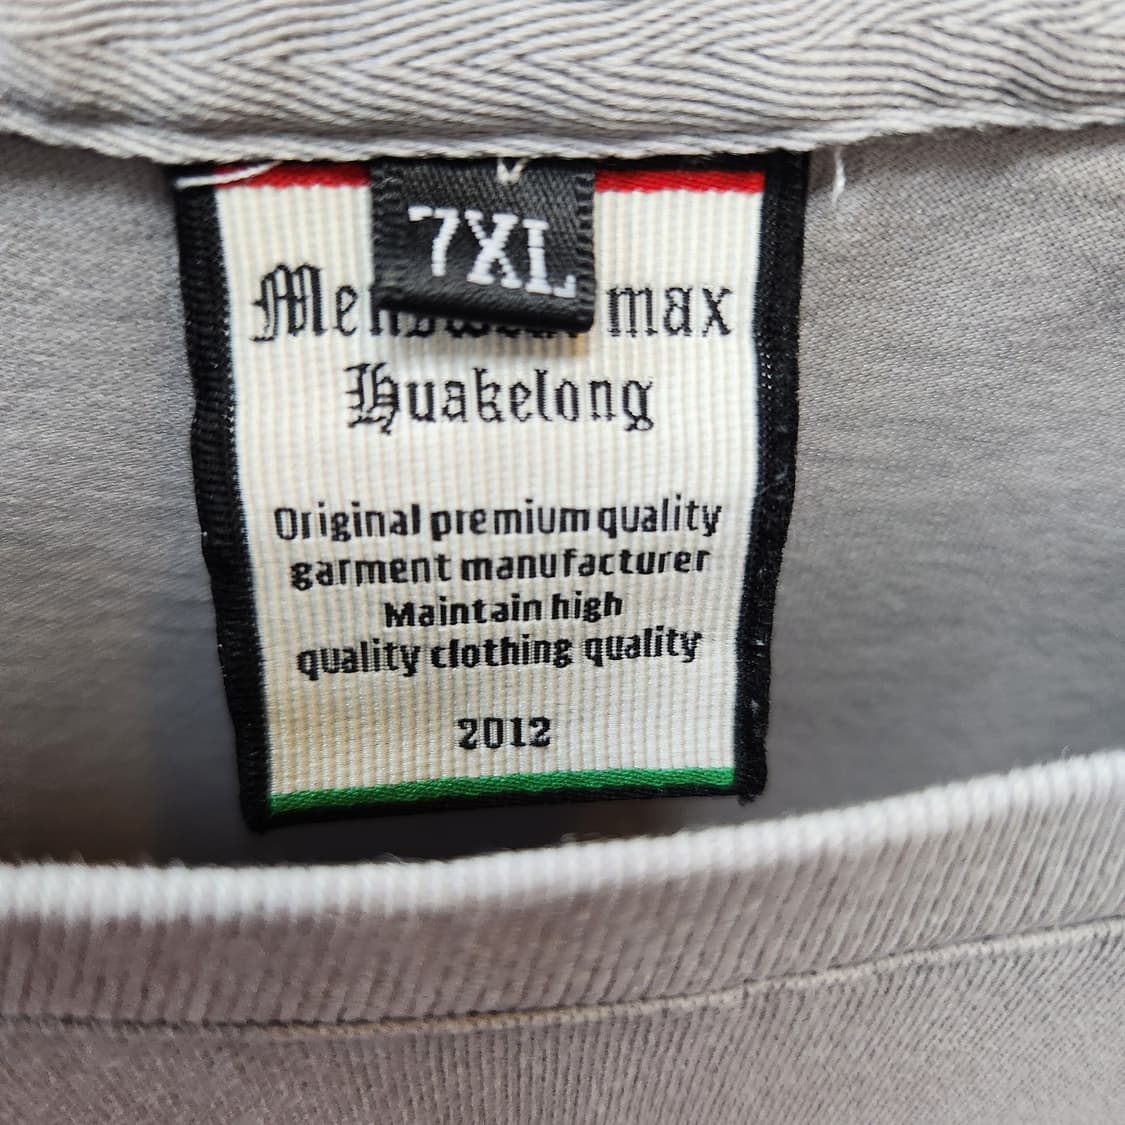 7XL
max
Huakelong
Original premium quality
garment manufacturer
Maintain high
quality clothing quality
2012